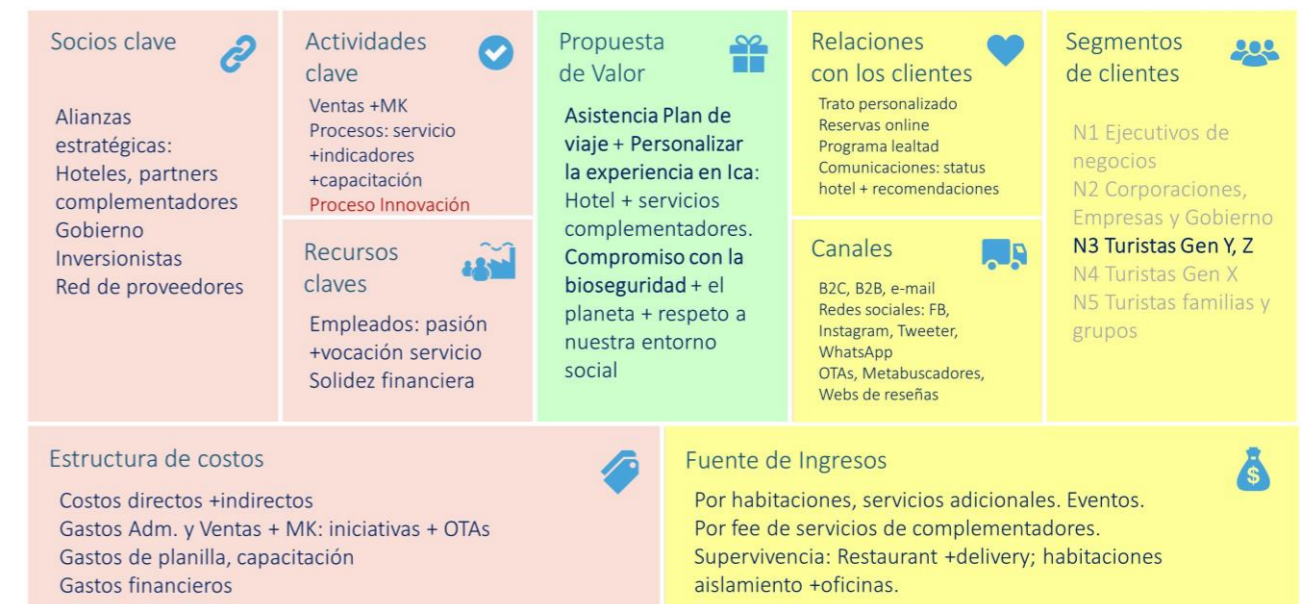 Socios clave
Alianzas
estratégicas:
Hoteles, partners
complementadores
Gobierno
Inversionistas
Red de proveedores
Actividades
clave
Ventas +MK
Procesos: servicio
+indicadores
+capacitación
Proceso Innovación
Recursos
claves
Empleados: pasión
+vocación servicio
Solidez financiera
Propuesta
de Valor
Asistencia Plan de
viaje + Personalizar
la experiencia en Ica:
Hotel + servicios
complementadores.
Compromiso con la
bioseguridad + el
planeta + respeto a
nuestra entorno
social
Relaciones
con los clientes
Trato personalizado
Reservas online
Programa lealtad
Comunicaciones: status
hotel + recomendaciones
Canales
B2C, B2B, e-mail
Redes sociales: FB,
Instagram, Tweeter,
WhatsApp
OTAs, Metabuscadores,
Webs de reseñas
Segmentos
de clientes
N1 Ejecutivos de
negocios
N2 Corporaciones,
Empresas y Gobierno
N3 Turistas Gen Y, Z
N4 Turistas Gen X
N5 Turistas familias y
grupos
Estructura de costos
Costos directos +indirectos
Gastos Adm. y Ventas + MK: iniciativas + OTAs
Gastos de planilla, capacitación
Gastos financieros
Fuente de Ingresos
$
Por habitaciones, servicios adicionales. Eventos.
Por fee de servicios de complementadores.
Supervivencia: Restaurant +delivery; habitaciones
aislamiento +oficinas.